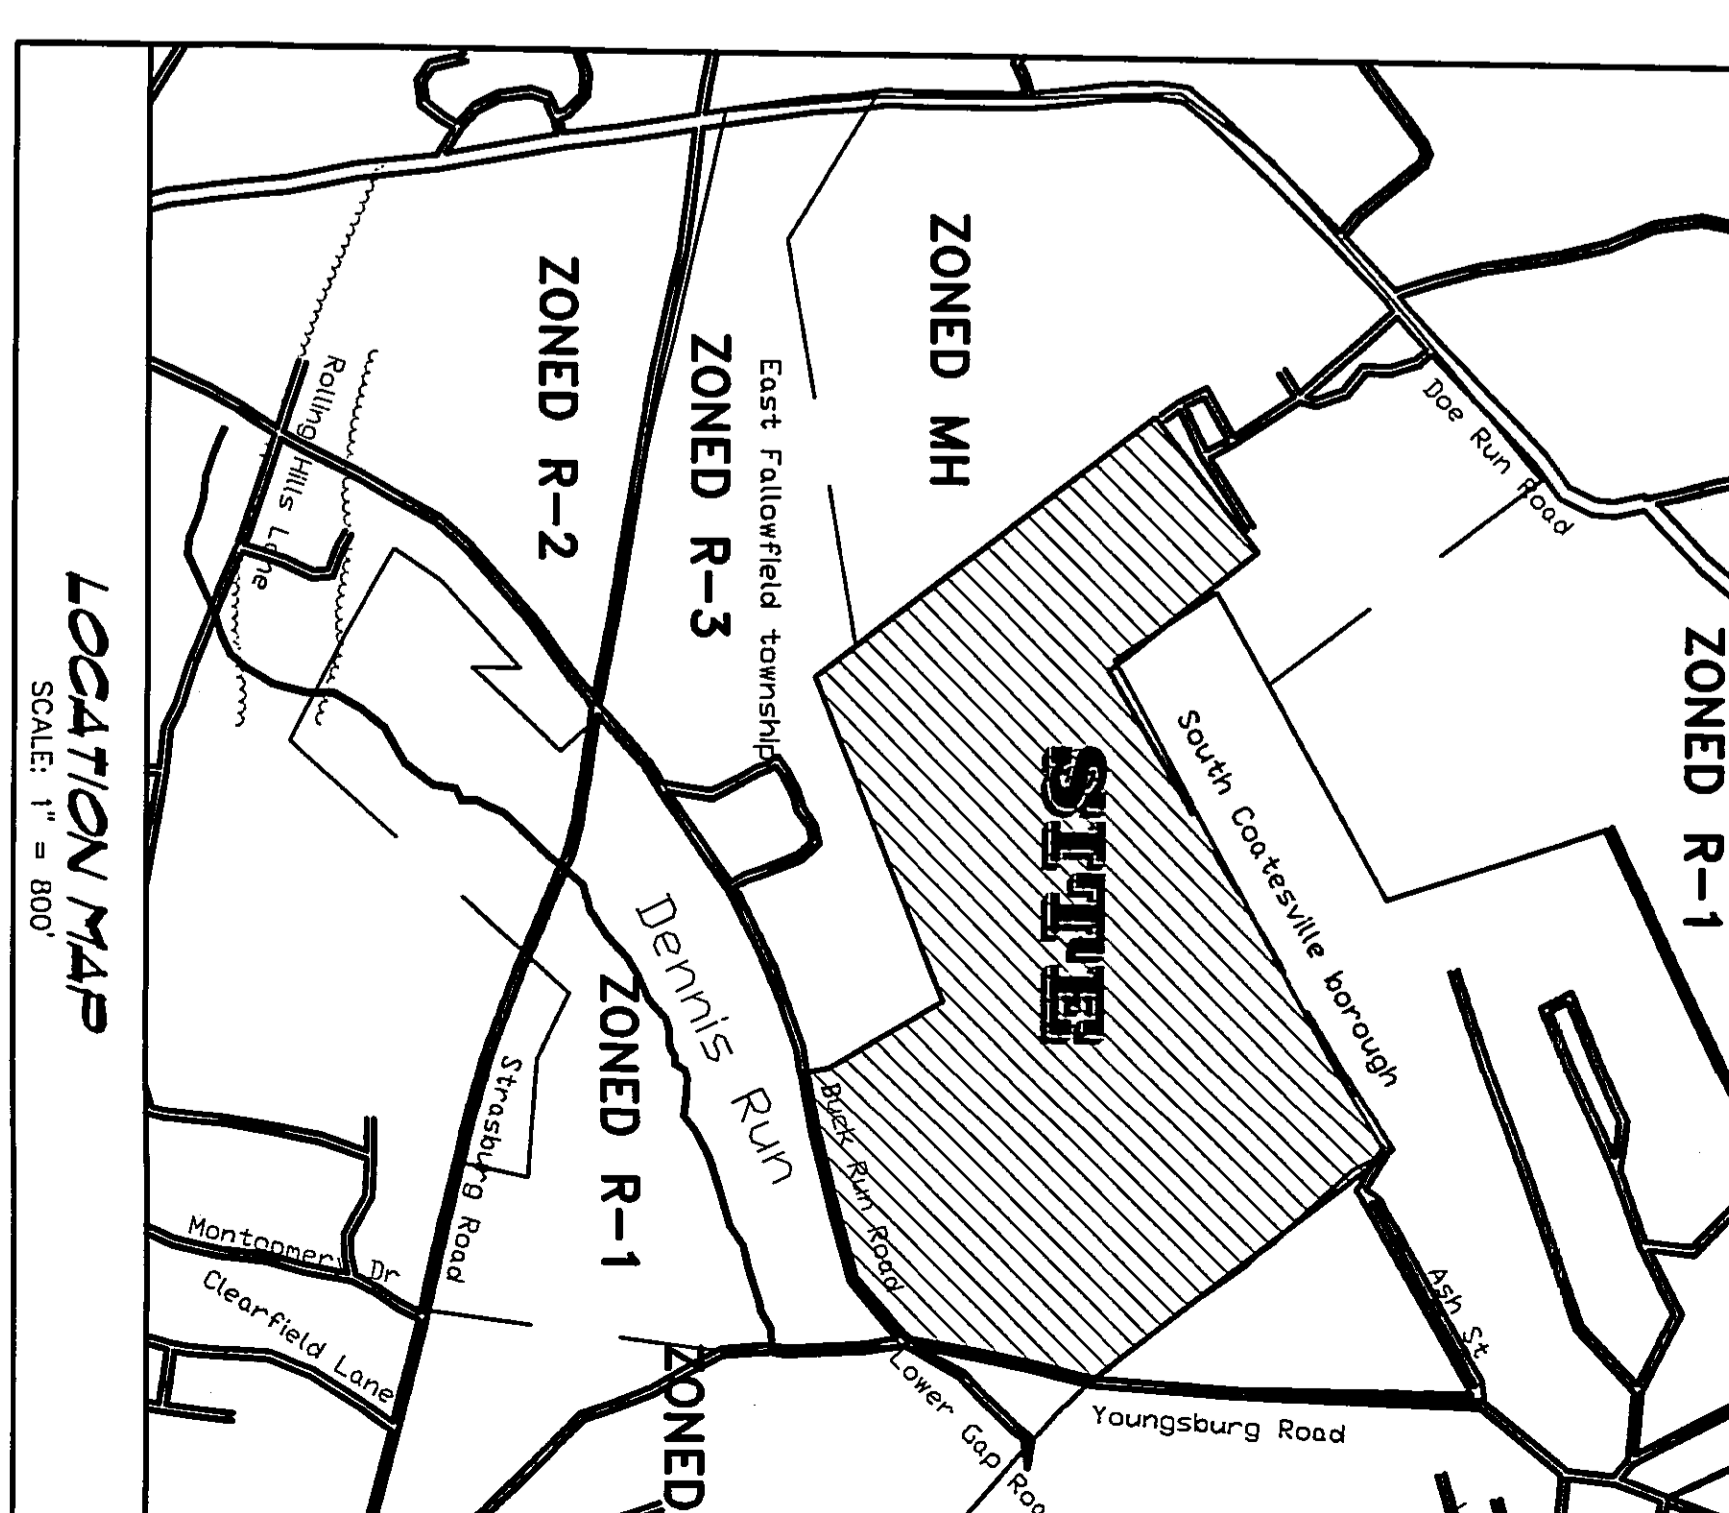 ZONED R-1
Doe Run Road
South Coatesville borough
Ash St
Youngsburg Road
SITE
ZONED MH
East Fallowfield township
ZONED R-3
Buck Run Road
Lower Gap
Dennis Run
ZONED R-2
ZONED R-1
ZONED
Strasburg Road
Rolling Hills Lane
Montgomery Dr
Clearfield Lane
LOCATION MAP
SCALE: 1" = 800'